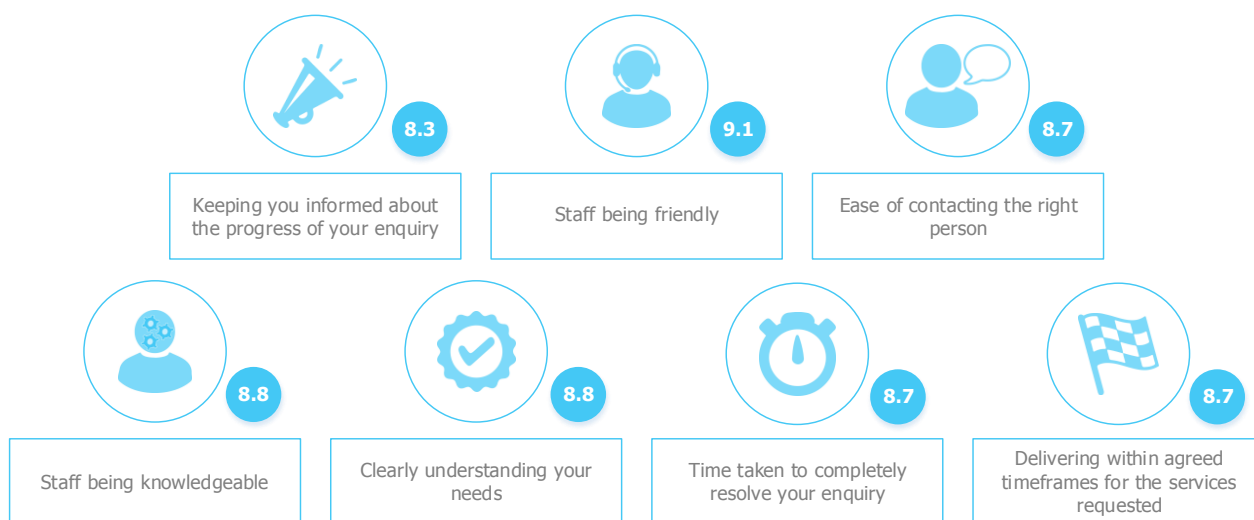 8.3
9.1
8.7
Keeping you informed about
the progress of your enquiry
Staff being friendly
Ease of contacting the right
person
8.8
8.8
8.7
8.7
Staff being knowledgeable
Clearly understanding your
needs
Time taken to completely
resolve your enquiry
Delivering within agreed
timeframes for the services
requested